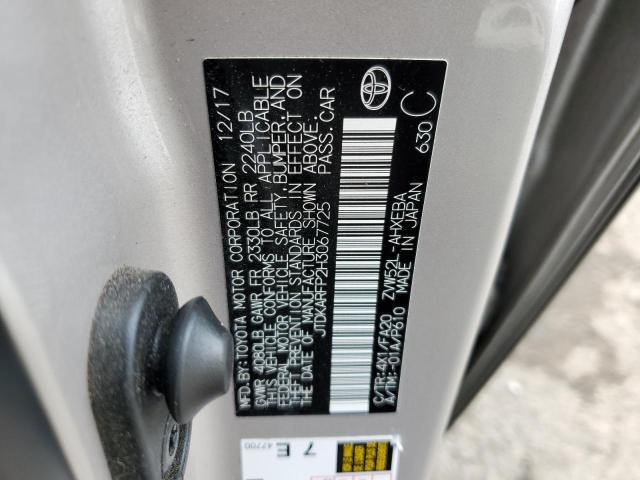 MFD.BY:TOYOTA MOTOR CORPORATION 12/17
GVWR 4080LB GAWR FR 2330LB RR 2240LB
THIS VEHICLE CONFORMS TO ALL APPLICABLE
FEDERAL MOTOR VEHICLE SAFETY,BUMPER,AND
THEFT PREVENTION STANDARDS IN EFFECT ON
THE DATE OF MANUFACTURE SHOWN ABOVE.
JTDKARFP2H3067725 PASS.CAR
C/TR:4X1/FA20 ZVW52L -AHXEBA
A/TM:-01A/P610 MADE IN JAPAN 630 C
7 E 42700